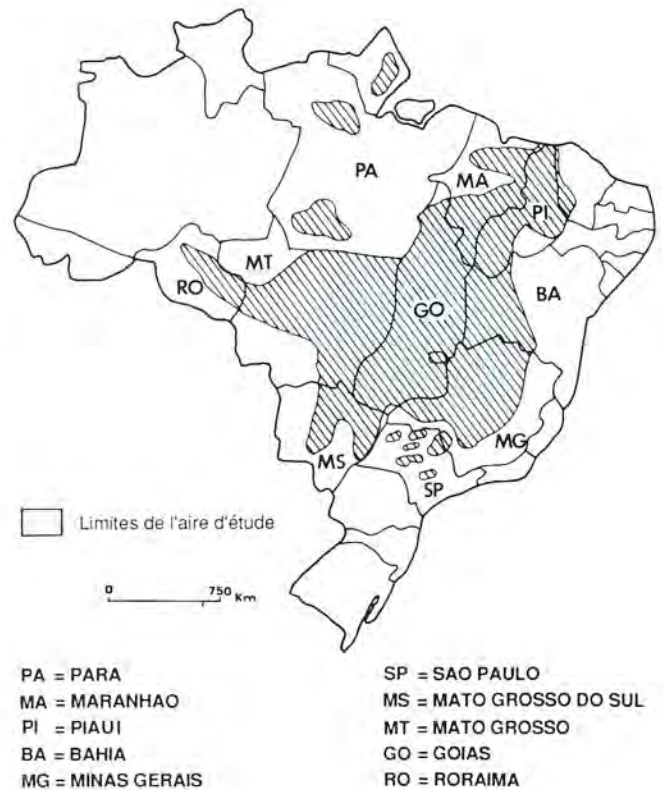 PA
MA
PI
MT
RO
BA
GO
MG
MS
SP
Limites de l'aire d'étude
0 750 Km
PA = PARA
MA = MARANHAO
PI = PIAUI
BA = BAHIA
MG = MINAS GERAIS
SP = SAO PAULO
MS = MATO GROSSO DO SUL
MT = MATO GROSSO
GO = GOIAS
RO = RORAIMA